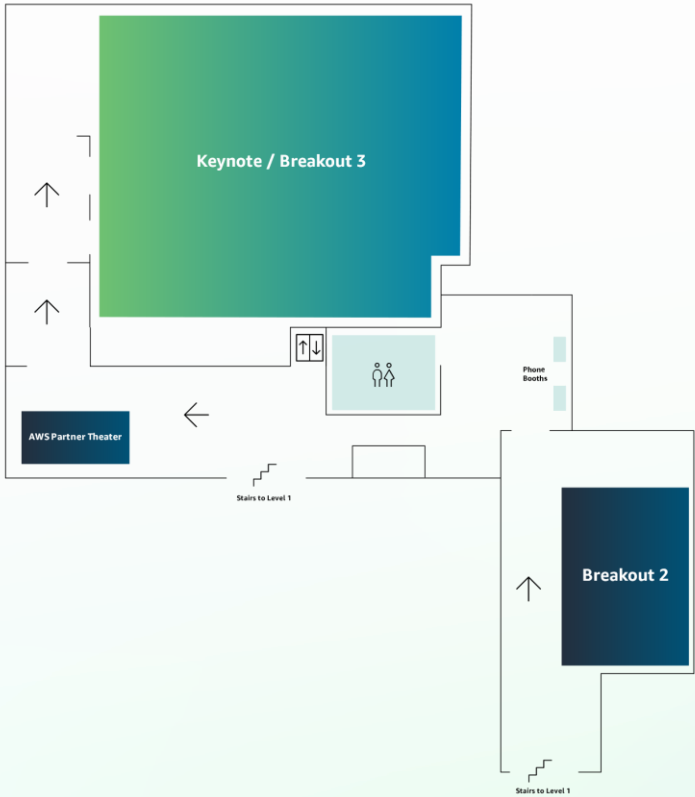 Keynote / Breakout 3
Phone
Booths
AWS Partner Theater
Stairs to Level 1
Breakout 2
Stairs to Level 1